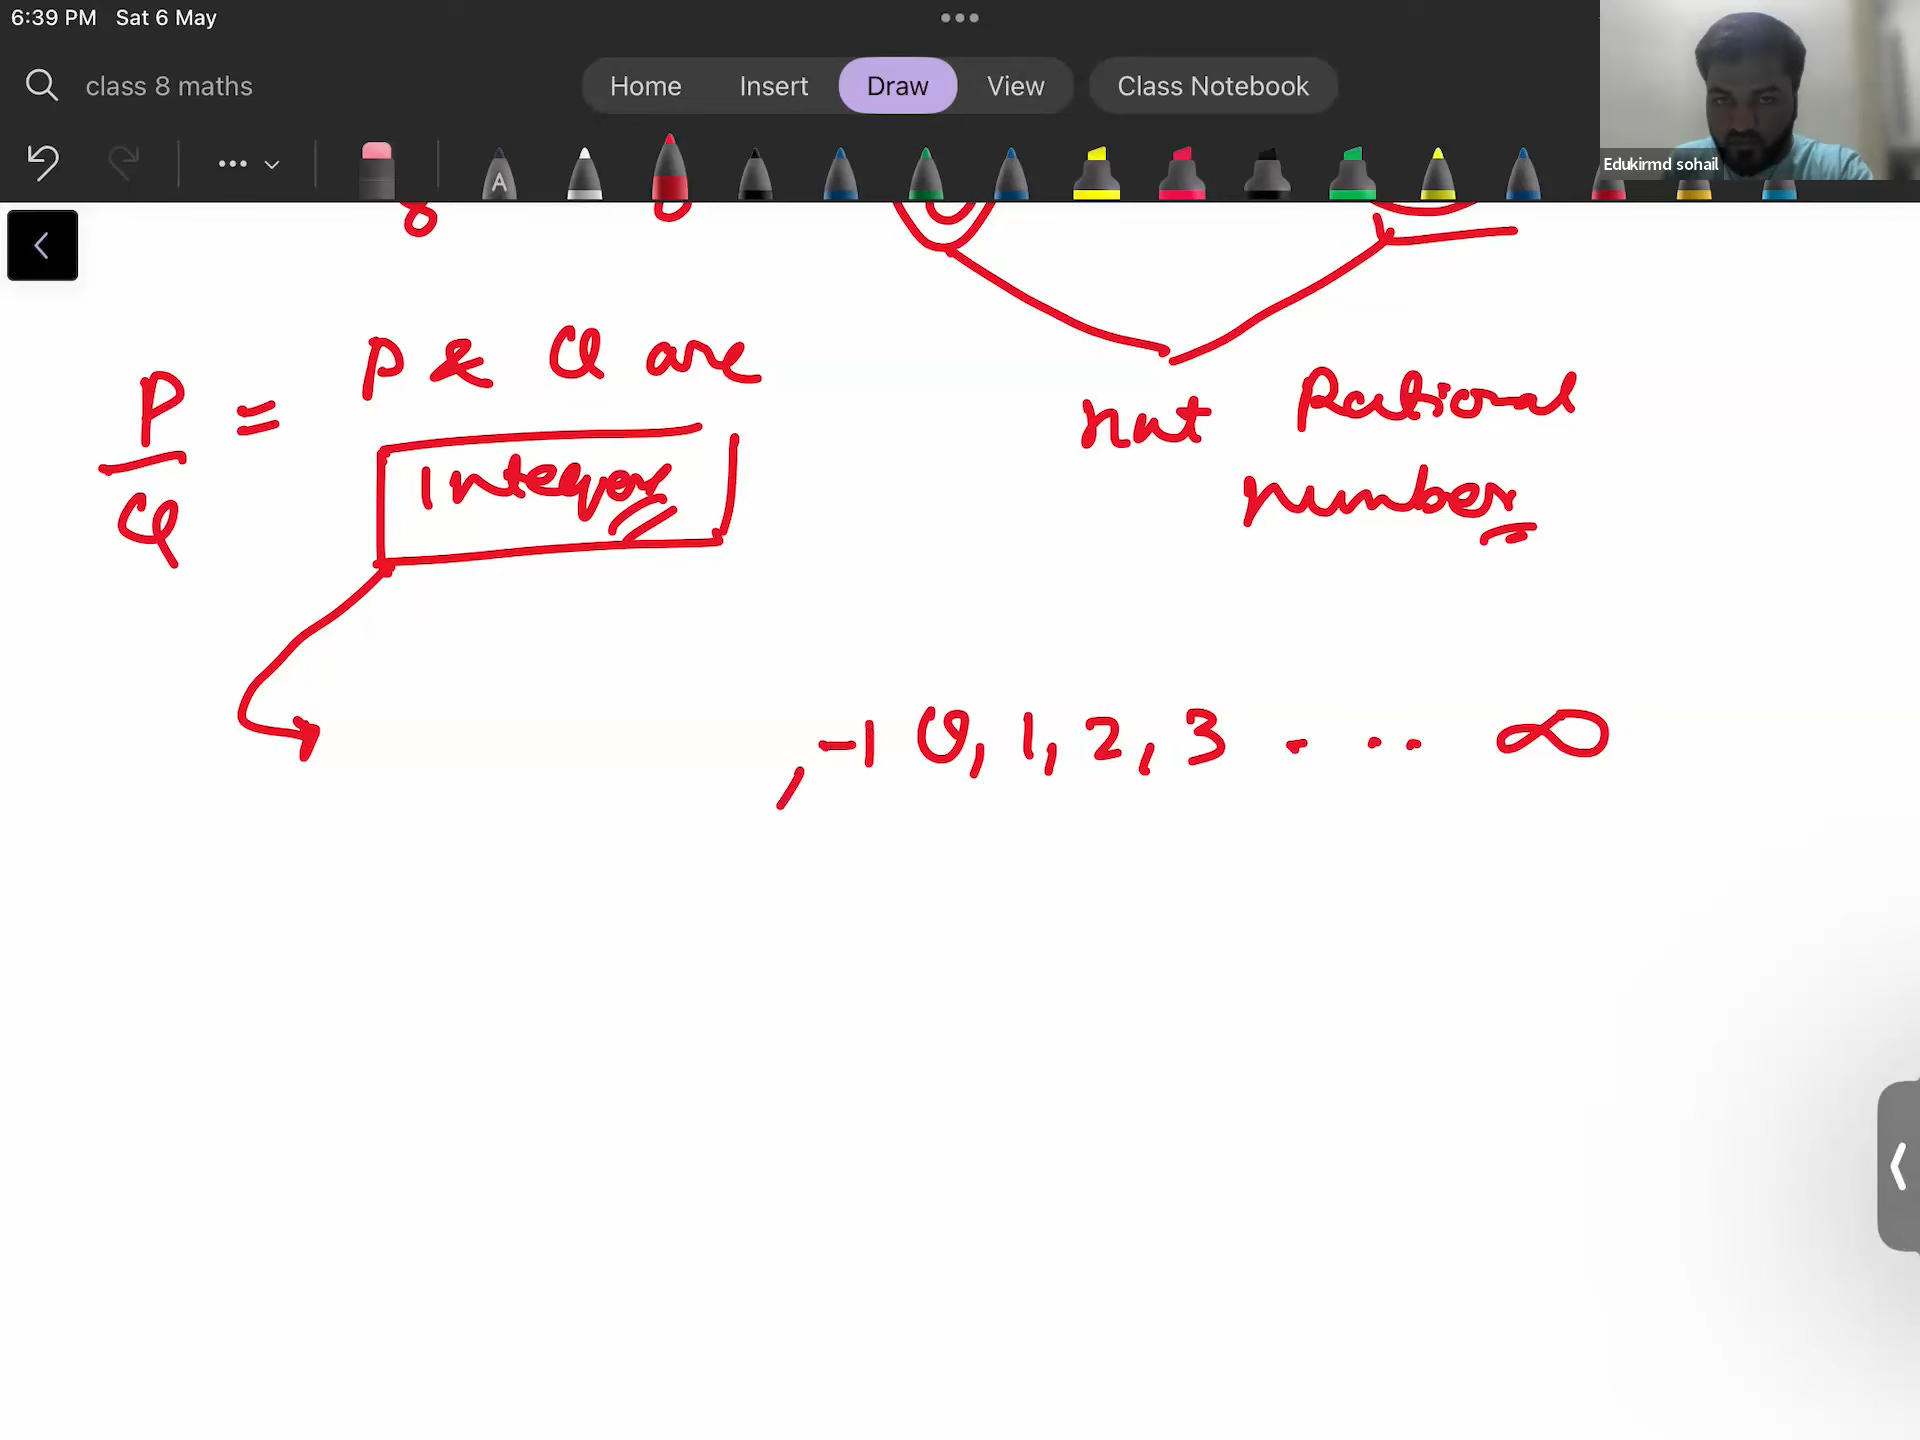 6:39 PM Sat 6 May
class 8 maths
Home Insert Draw View Class Notebook
A
Edukirmd sohail
P/Q = P & Q are
Integers
not Rational
number
, -1 0, 1, 2, 3 . .. ∞